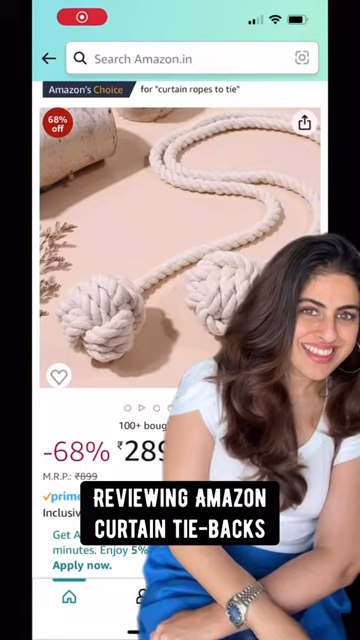 Search Amazon.in
Amazon's Choice for "curtain ropes to tie"
68%
off
100+ boug
-68% ₹289
M.R.P.: ₹899
✓prime
Inclusiv
REVIEWING AMAZON
CURTAIN TIE-BACKS
Get A
minutes. Enjoy 5%
Apply now.